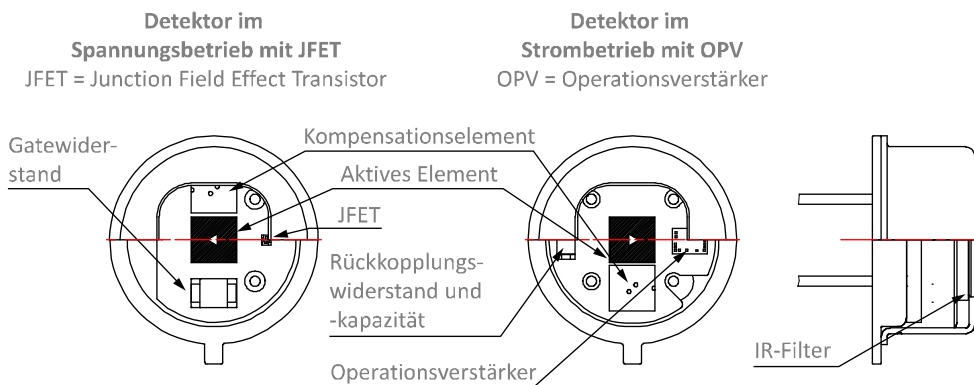 Detektor im
Spannungsbetrieb mit JFET
JFET = Junction Field Effect Transistor
Detektor im
Strombetrieb mit OPV
OPV = Operationsverstärker
Gatewider-
stand
Kompensationselement
Aktives Element
JFET
Rückkopplungs-
widerstand und
-kapazität
Operationsverstärker
IR-Filter